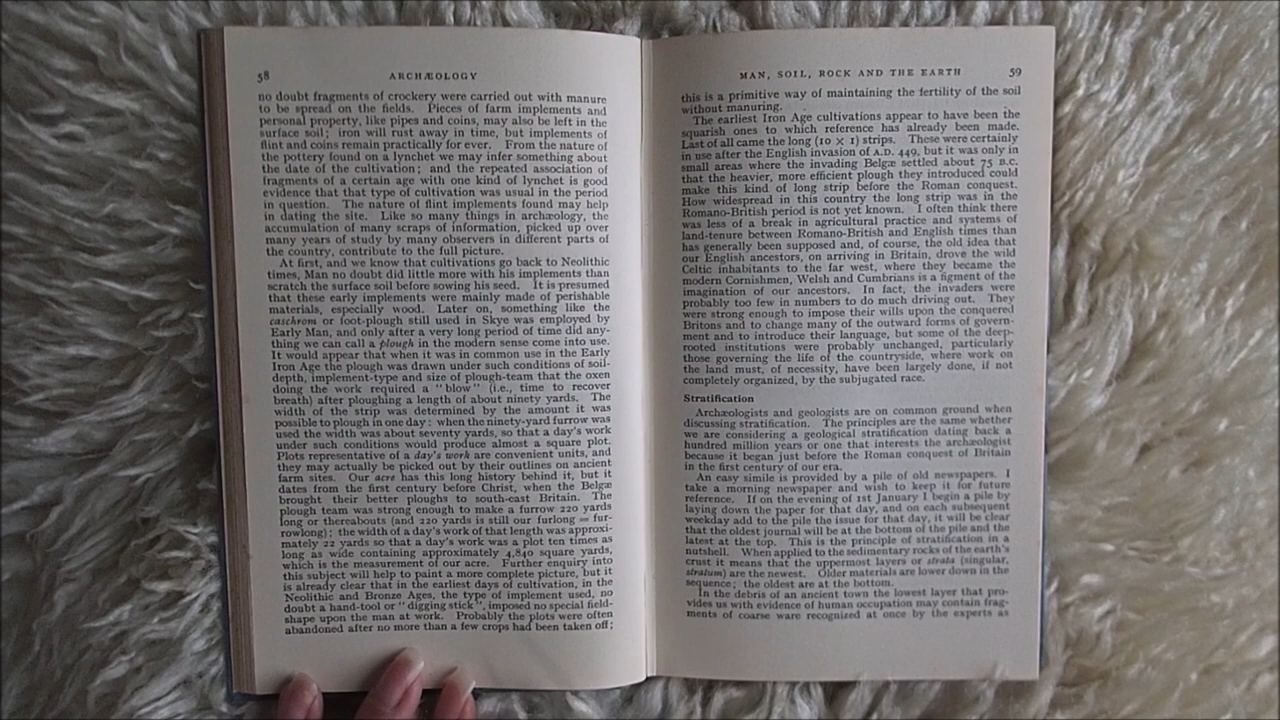 58
ARCHÆOLOGY
no doubt fragments of crockery were carried out with manure
to be spread on the fields. Pieces of farm implements and
personal property, like pipes and coins, may also be left in the
surface soil; iron will rust away in time, but implements of
flint and coins remain practically for ever. From the nature of
the pottery found on a lynchet we may infer something about
the date of the cultivation; and the repeated association of
fragments of a certain age with one kind of lynchet is good
evidence that that type of cultivation was usual in the period
in question. The nature of flint implements found may help
in dating the site. Like so many things in archæology, the
accumulation of many scraps of information, picked up over
many years of study by many observers in different parts of
the country, contribute to the full picture.
At first, and we know that cultivations go back to Neolithic
times, Man no doubt did little more with his implements than
scratch the surface soil before sowing his seed. It is presumed
that these early implements were mainly made of perishable
materials, especially wood. Later on, something like the
caschrom or foot-plough still used in Skye was employed by
Early Man, and only after a very long period of time did any-
thing we can call a plough in the modern sense come into use.
It would appear that when it was in common use in the Early
Iron Age the plough was drawn under such conditions of soil-
depth, implement-type and size of plough-team that the oxen
doing the work required a "blow" (i.e., time to recover
breath) after ploughing a length of about ninety yards. The
width of the strip was determined by the amount it was
possible to plough in one day: when the ninety-yard furrow was
used the width was about seventy yards, so that a day's work
under such conditions would produce almost a square plot.
Plots representative of a day's work are convenient units, and
they may actually be picked out by their outlines on ancient
farm sites. Our acre has this long history behind it, but it
dates from the first century before Christ, when the Belgæ
brought their better ploughs to south-east Britain. The
plough team was strong enough to make a furrow 220 yards
long or thereabouts (and 220 yards is still our furlong = fur-
rowlong); the width of a day's work of that length was approxi-
mately 22 yards so that a day's work was a plot ten times as
long as wide containing approximately 4,840 square yards,
which is the measurement of our acre. Further enquiry into
this subject will help to paint a more complete picture, but it
is already clear that in the earliest days of cultivation, in the
Neolithic and Bronze Ages, the type of implement used, no
doubt a hand-tool or "digging stick", imposed no special field-
shape upon the man at work. Probably the plots were often
abandoned after no more than a few crops had been taken off;
MAN, SOIL, ROCK AND THE EARTH
59
this is a primitive way of maintaining the fertility of the soil
without manuring.
The earliest Iron Age cultivations appear to have been the
squarish ones to which reference has already been made.
Last of all came the long (10 × 1) strips. These were certainly
in use after the English invasion of A.D. 449, but it was only in
small areas where the invading Belgæ settled about 75 B.C.
that the heavier, more efficient plough they introduced could
make this kind of long strip before the Roman conquest.
How widespread in this country the long strip was in the
Romano-British period is not yet known. I often think there
was less of a break in agricultural practice and systems of
land-tenure between Romano-British and English times than
has generally been supposed and, of course, the old idea that
our English ancestors, on arriving in Britain, drove the wild
Celtic inhabitants to the far west, where they became the
modern Cornishmen, Welsh and Cumbrians is a figment of the
imagination of our ancestors. In fact, the invaders were
probably too few in numbers to do much driving out. They
were strong enough to impose their wills upon the conquered
Britons and to change many of the outward forms of govern-
ment and to introduce their language, but some of the deep-
rooted institutions were probably unchanged, particularly
those governing the life of the countryside, where work on
the land must, of necessity, have been largely done, if not
completely organized, by the subjugated race.
Stratification
Archæologists and geologists are on common ground when
discussing stratification. The principles are the same whether
we are considering a geological stratification dating back a
hundred million years or one that interests the archæologist
because it began just before the Roman conquest of Britain
in the first century of our era.
An easy simile is provided by a pile of old newspapers. I
take a morning newspaper and wish to keep it for future
reference. If on the evening of 1st January I begin a pile by
laying down the paper for that day, and on each subsequent
weekday add to the pile the issue for that day, it will be clear
that the oldest journal will be at the bottom of the pile and the
latest at the top. This is the principle of stratification in a
nutshell. When applied to the sedimentary rocks of the earth's
crust it means that the uppermost layers or strata (singular,
stratum) are the newest. Older materials are lower down in the
sequence; the oldest are at the bottom.
In the debris of an ancient town the lowest layer that pro-
vides us with evidence of human occupation may contain frag-
ments of coarse ware recognized at once by the experts as